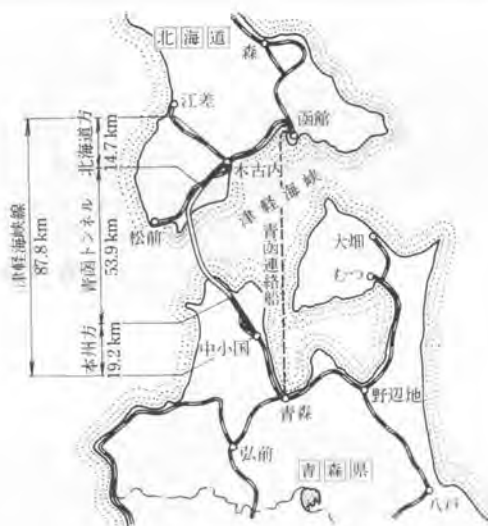 北海道
森
江差
函館
北海道方
14.7 km
木古内
津軽海峡線
87.8 km
青函トンネル
53.9 km
松前
津軽海峡
青函連絡船
大畑
むつ
本州方
19.2 km
中小国
青森
野辺地
弘前
青森県
八戸